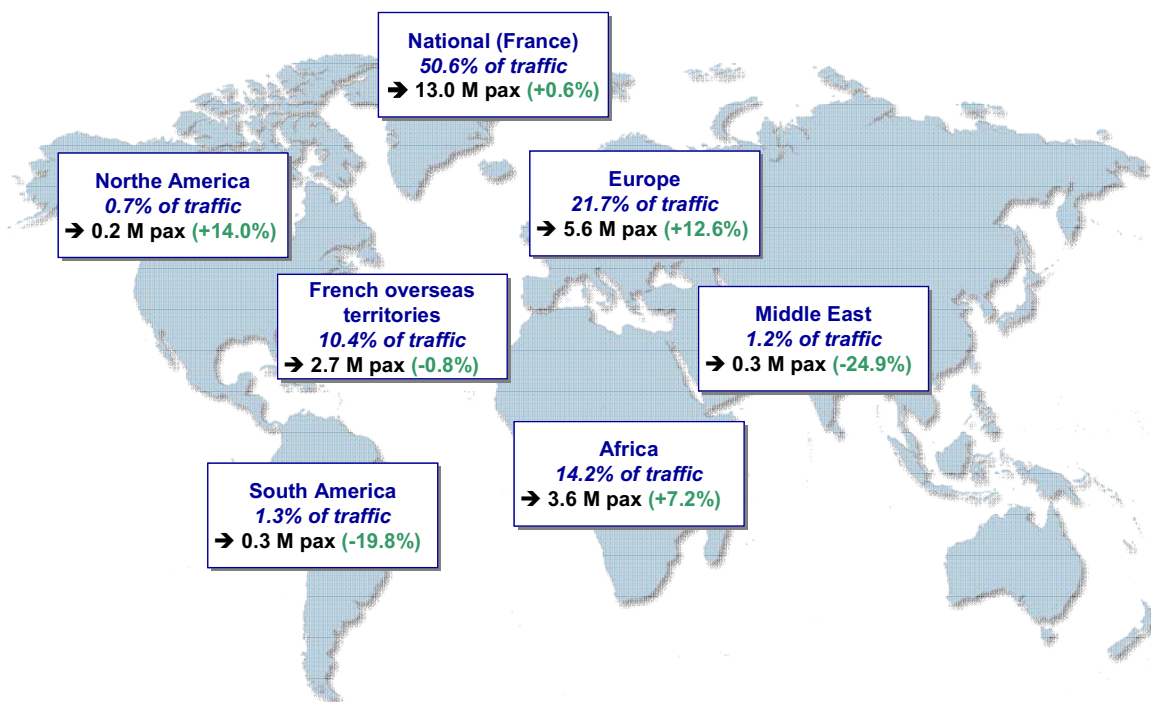 National (France)
50.6% of traffic
➔ 13.0 M pax (+0.6%)
Northe America
0.7% of traffic
➔ 0.2 M pax (+14.0%)
Europe
21.7% of traffic
➔ 5.6 M pax (+12.6%)
French overseas
territories
10.4% of traffic
➔ 2.7 M pax (-0.8%)
Middle East
1.2% of traffic
➔ 0.3 M pax (-24.9%)
Africa
14.2% of traffic
➔ 3.6 M pax (+7.2%)
South America
1.3% of traffic
➔ 0.3 M pax (-19.8%)